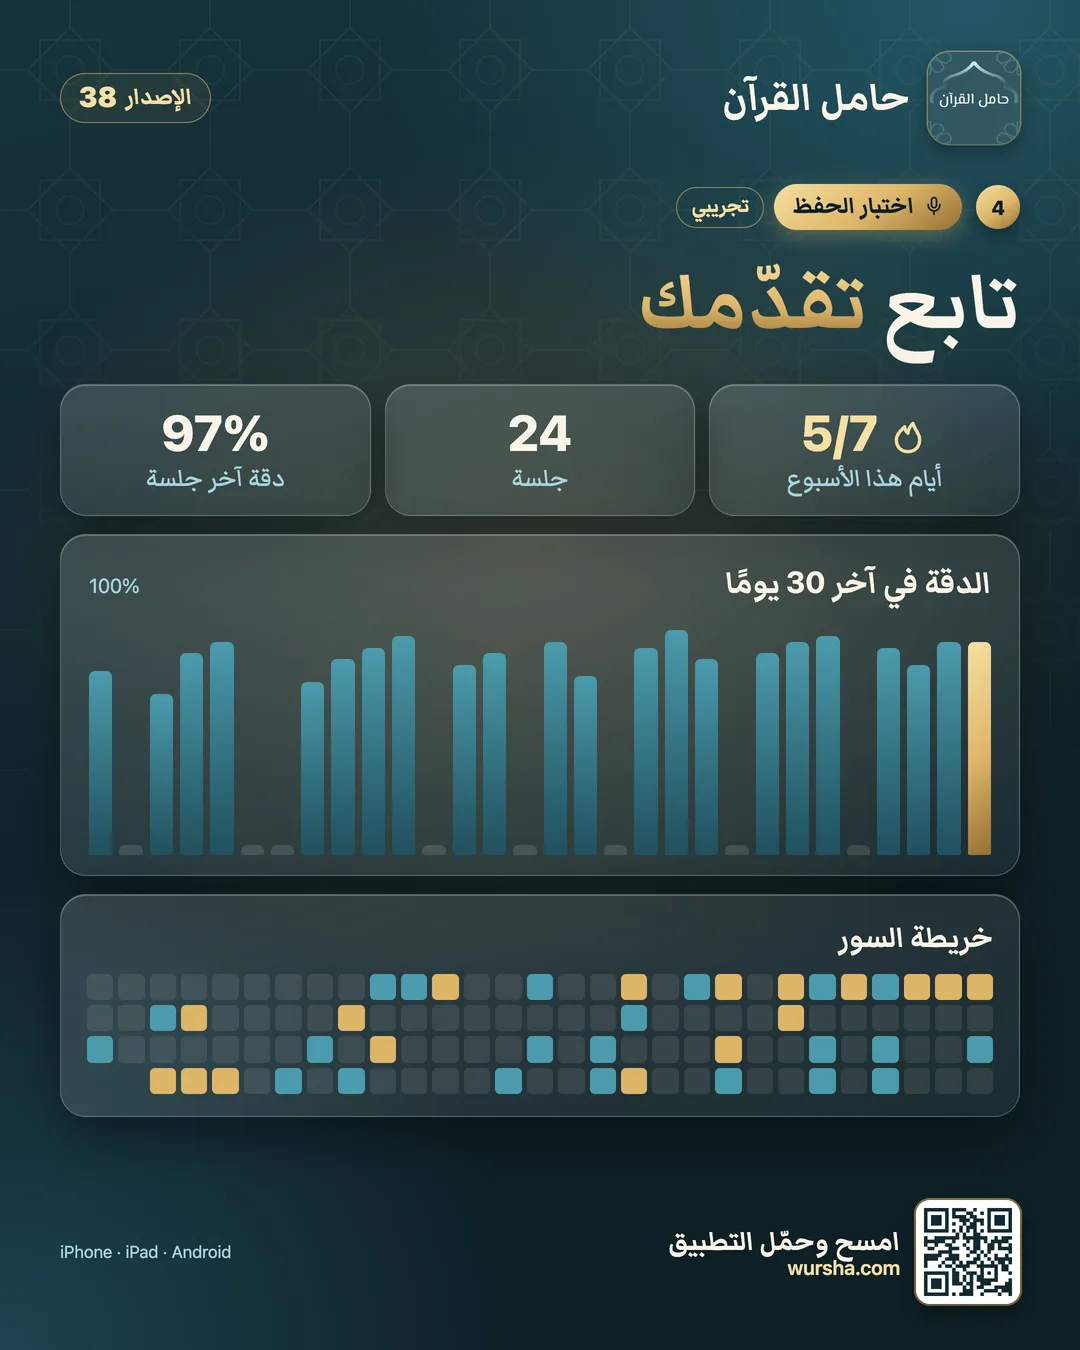 حامل القرآن
حامل القرآن
الإصدار 38
4
اختبار الحفظ
تجريبي
تابع تقدّمك
5/7
أيام هذا الأسبوع
24
جلسة
97%
دقة آخر جلسة
الدقة في آخر 30 يومًا
100%
خريطة السور
امسح وحمّل التطبيق
wursha.com
iPhone · iPad · Android